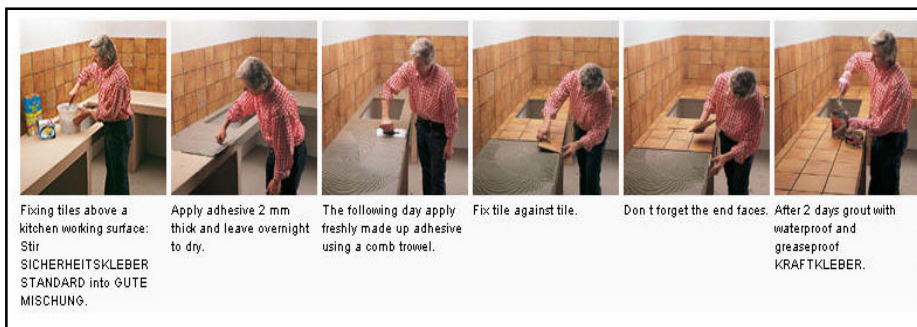 Fixing tiles above a
kitchen working surface:
Stir
SICHERHEITSKLEBER
STANDARD into GUTE
MISCHUNG.
Apply adhesive 2 mm
thick and leave overnight
to dry.
The following day apply
freshly made up adhesive
using a comb trowel.
Fix tile against tile.
Don t forget the end faces.
After 2 days grout with
waterproof and
greaseproof
KRAFTKLEBER.